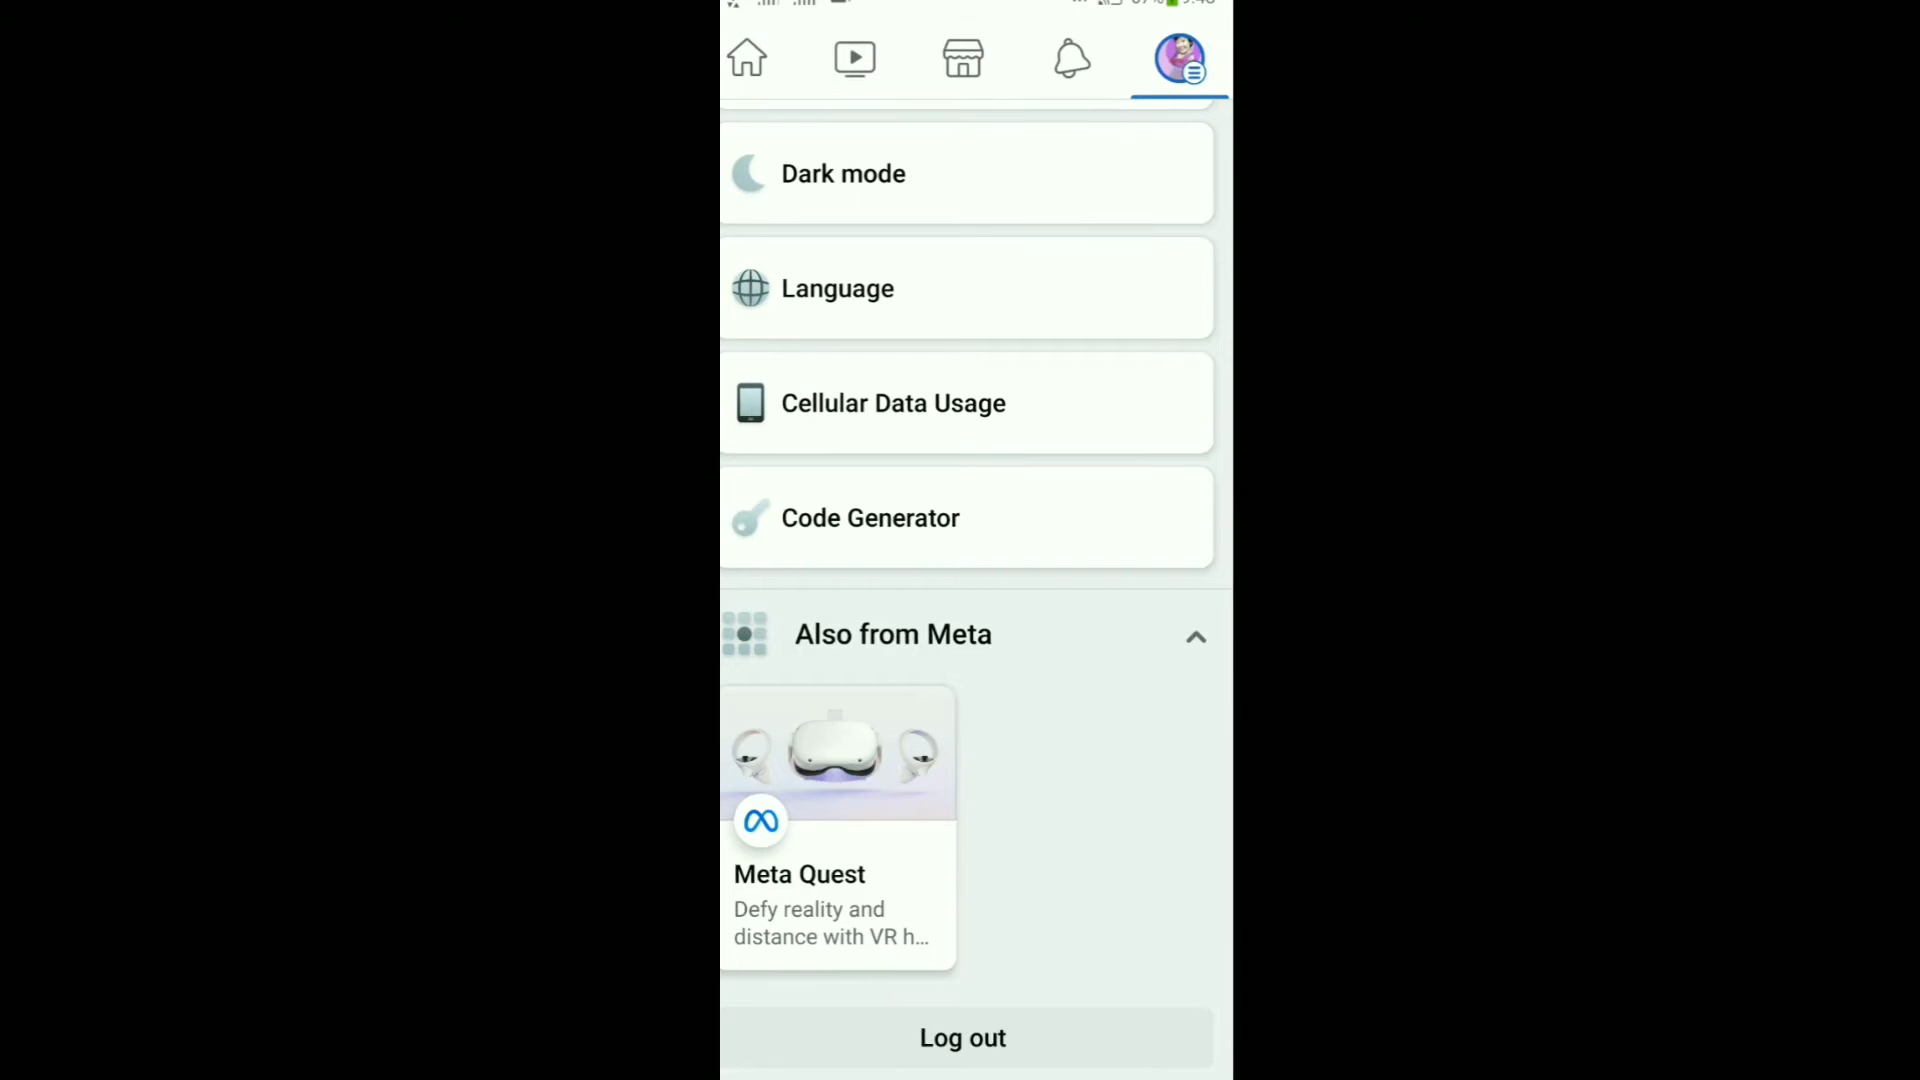 Dark mode
Language
Cellular Data Usage
Code Generator
Also from Meta
Meta Quest
Defy reality and
distance with VR h...
Log out